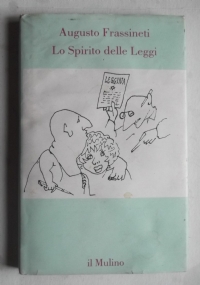 Augusto Frassineti
Lo Spirito delle Leggi
il Mulino